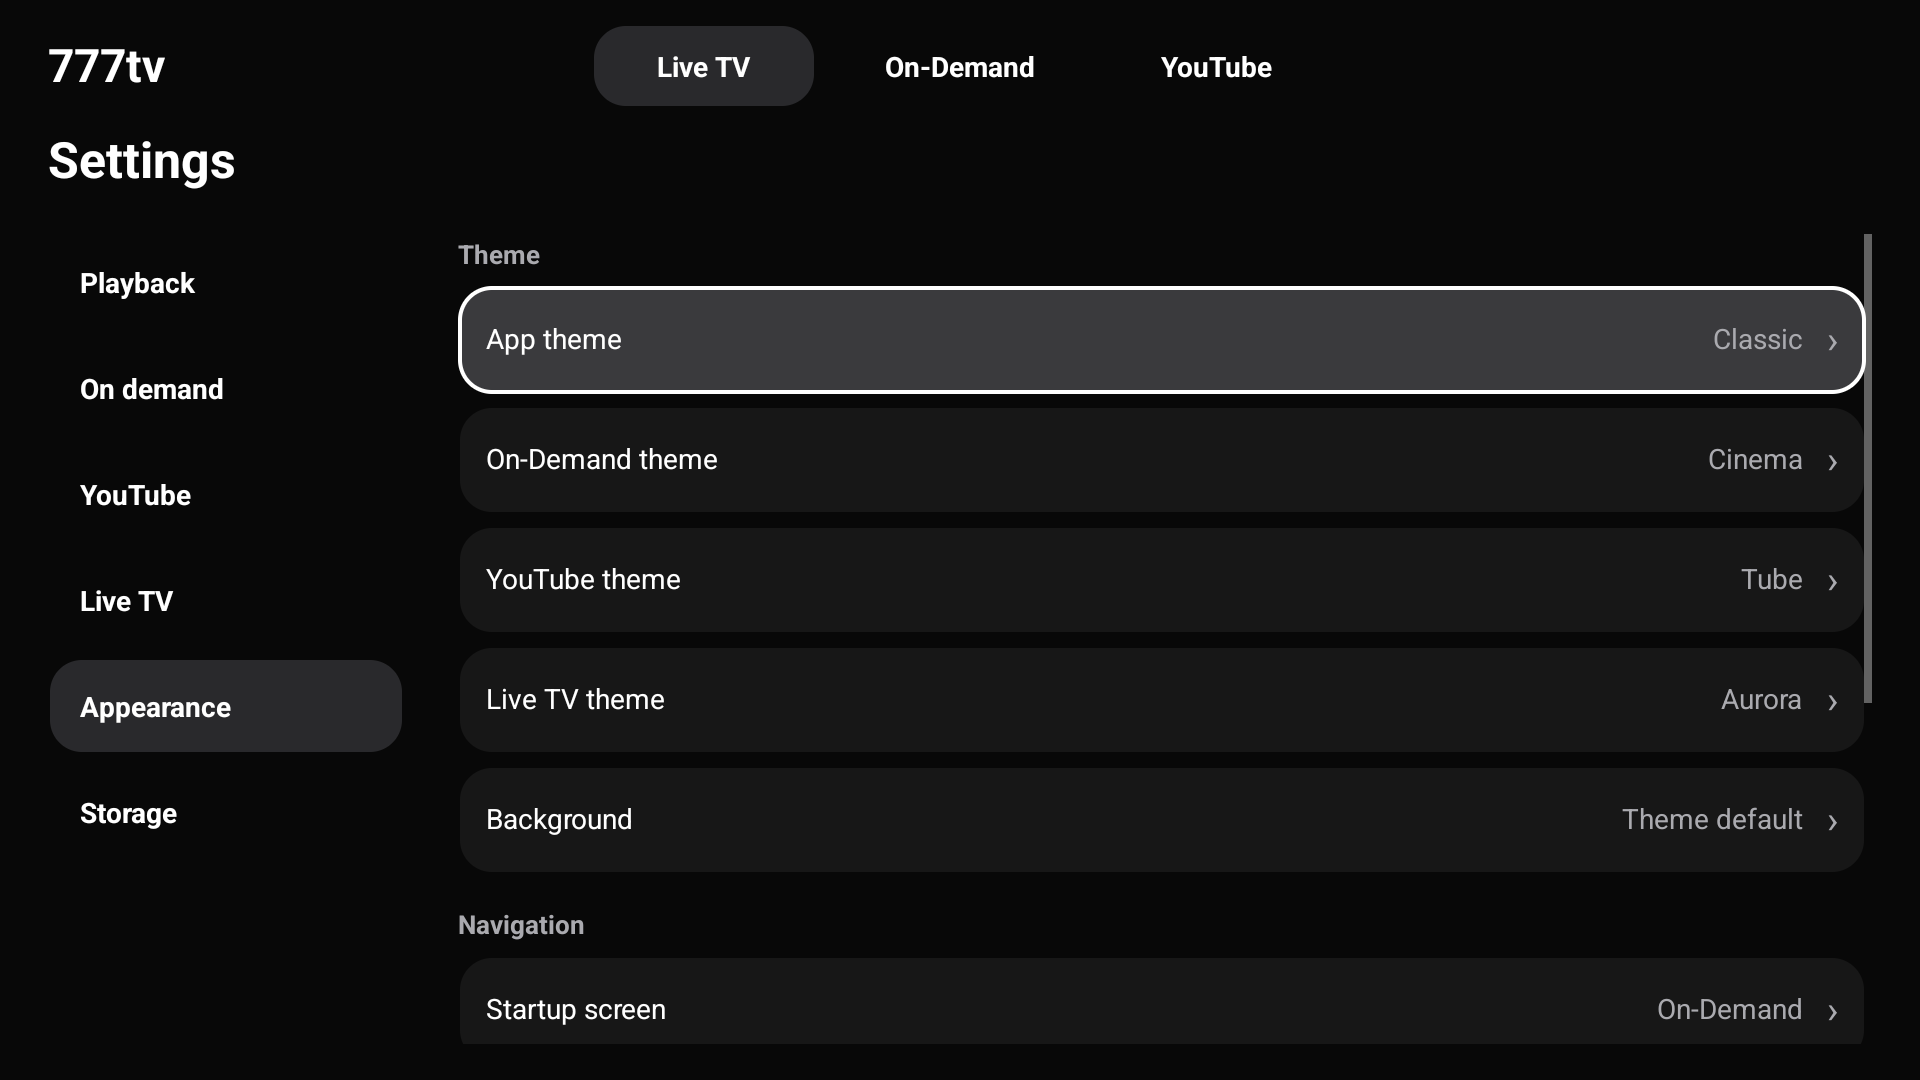 777tv
Live TV
On-Demand
YouTube
Settings
Playback
On demand
YouTube
Live TV
Appearance
Storage
Theme
App theme Classic ›
On-Demand theme Cinema ›
YouTube theme Tube ›
Live TV theme Aurora ›
Background Theme default ›
Navigation
Startup screen On-Demand ›